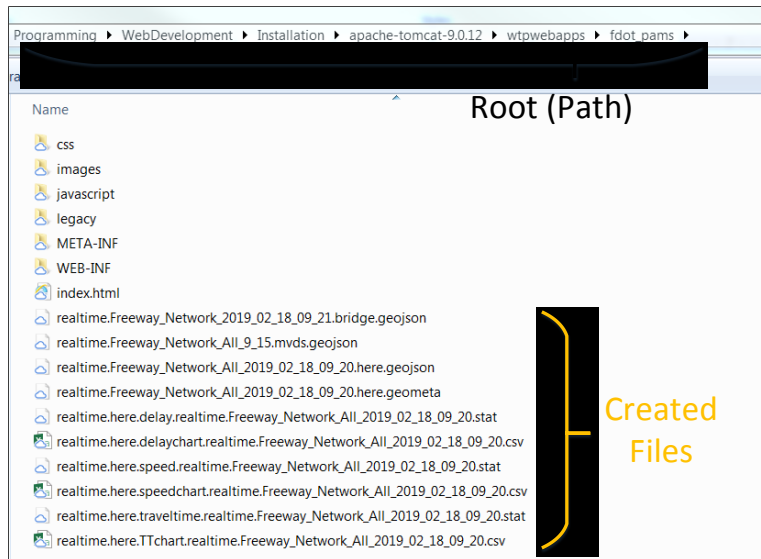 Programming ▸ WebDevelopment ▸ Installation ▸ apache-tomcat-9.0.12 ▸ wtpwebapps ▸ fdot_pams ▸
Root (Path)
Name
css
images
javascript
legacy
META-INF
WEB-INF
index.html
realtime.Freeway_Network_2019_02_18_09_21.bridge.geojson
realtime.Freeway_Network_All_9_15.mvds.geojson
realtime.Freeway_Network_All_2019_02_18_09_20.here.geojson
realtime.Freeway_Network_All_2019_02_18_09_20.here.geometa
realtime.here.delay.realtime.Freeway_Network_All_2019_02_18_09_20.stat
realtime.here.delaychart.realtime.Freeway_Network_All_2019_02_18_09_20.csv
realtime.here.speed.realtime.Freeway_Network_All_2019_02_18_09_20.stat
realtime.here.speedchart.realtime.Freeway_Network_All_2019_02_18_09_20.csv
realtime.here.traveltime.realtime.Freeway_Network_All_2019_02_18_09_20.stat
realtime.here.TTchart.realtime.Freeway_Network_All_2019_02_18_09_20.csv
Created
Files